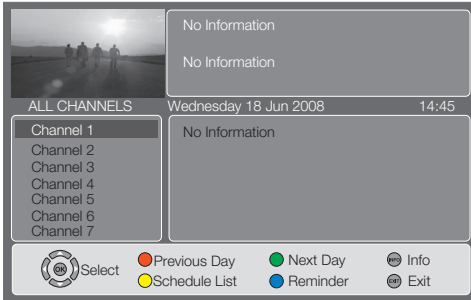 No Information
No Information
ALL CHANNELS Wednesday 18 Jun 2008 14:45
Channel 1
Channel 2
Channel 3
Channel 4
Channel 5
Channel 6
Channel 7
No Information
OK Select Previous Day Next Day INFO Info
Schedule List Reminder EXIT Exit